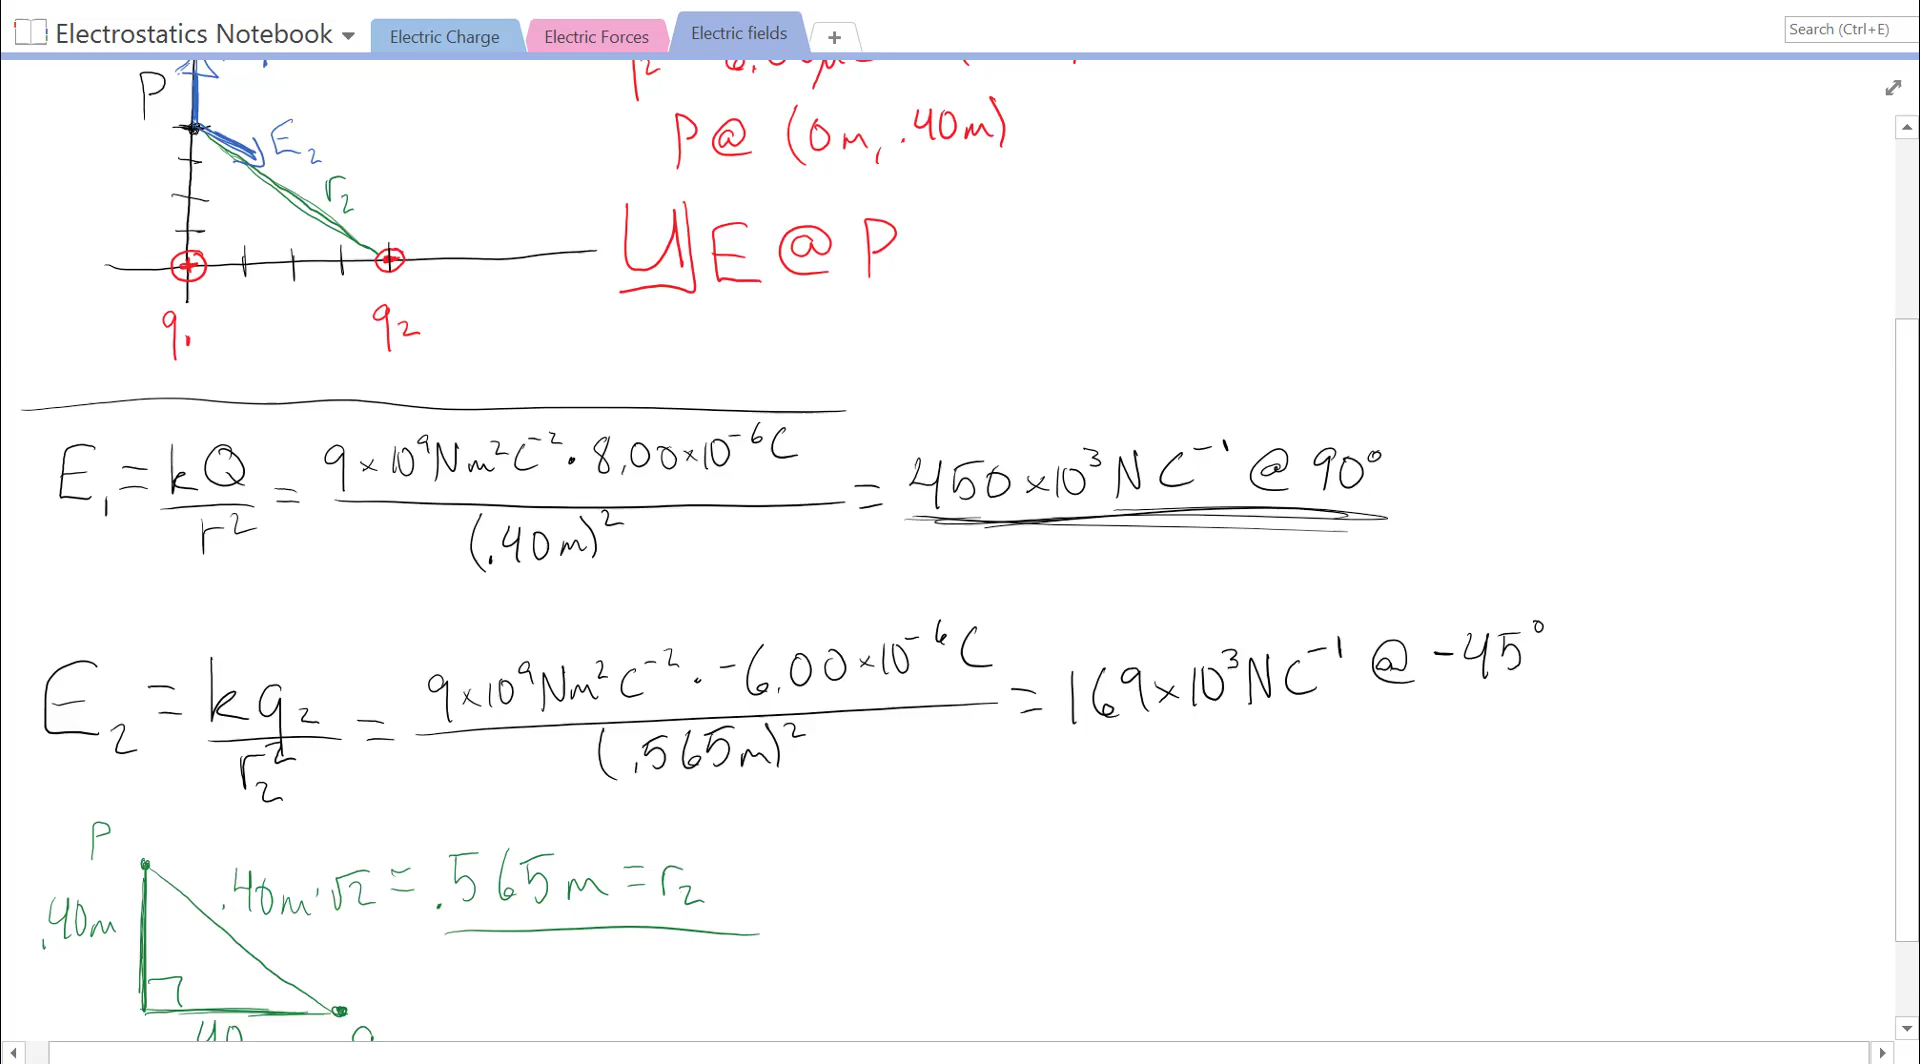 Electrostatics Notebook
Electric Charge
Electric Forces
Electric fields
+
Search (Ctrl+E)
P
P @ (0m, .40m)
E₂
r₂
U E @ P
q₁
q₂
E₁ = kQ / r² = 9×10⁹Nm²C⁻² · 8.00×10⁻⁶C / (.40m)² = 450×10³ N C⁻¹ @ 90°
E₂ = kq₂ / r₂² = 9×10⁹Nm²C⁻² · -6.00×10⁻⁶C / (.565m)² = 169×10³NC⁻¹ @ -45°
P
.40m·√2 = .565m = r₂
.40m
40